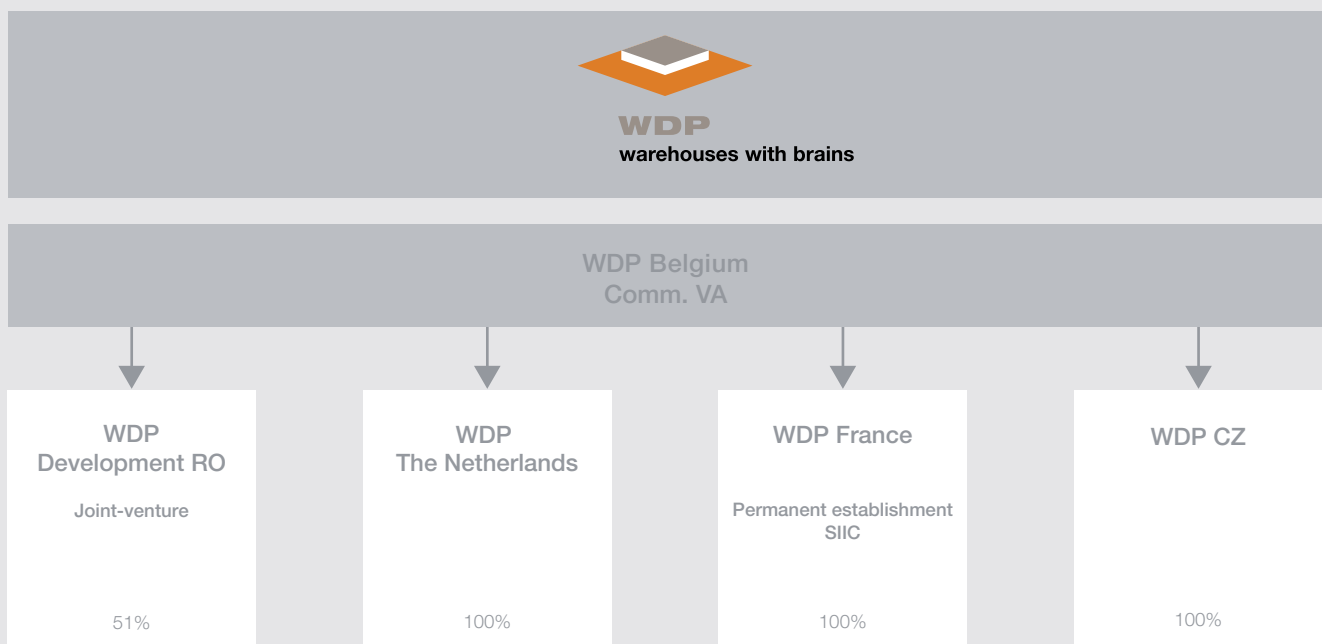 WDP
warehouses with brains
WDP Belgium
Comm. VA
WDP
Development RO
Joint-venture
51%
WDP
The Netherlands
100%
WDP France
Permanent establishment
SIIC
100%
WDP CZ
100%